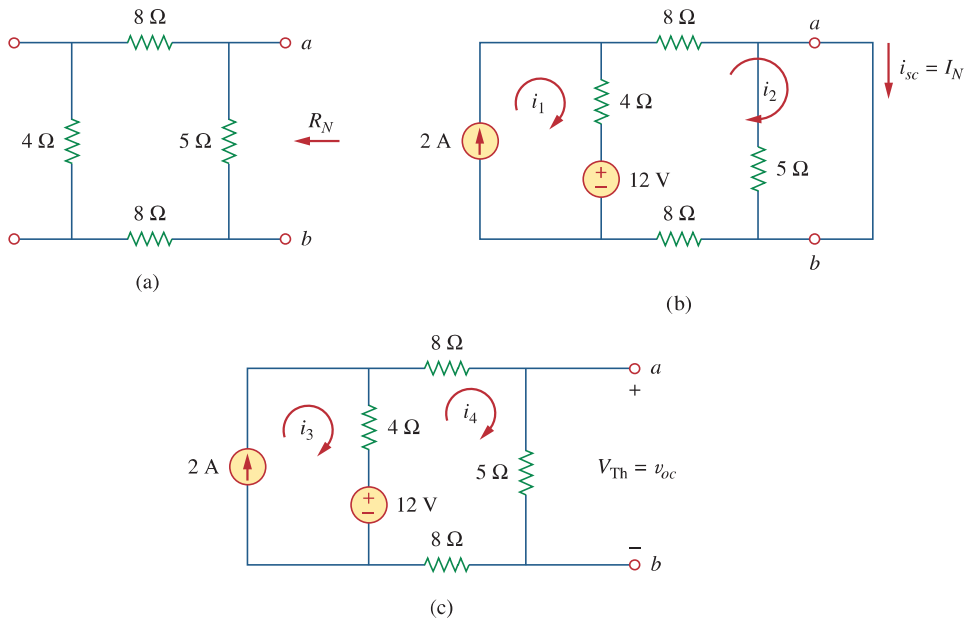 8 Ω
a
4 Ω
5 Ω
R_N
8 Ω
b
(a)
8 Ω
a
i_1
4 Ω
i_2
i_sc = I_N
2 A
+
−
12 V
5 Ω
8 Ω
b
(b)
8 Ω
a
+
i_3
4 Ω
i_4
2 A
5 Ω
V_Th = v_oc
+
−
12 V
8 Ω
−
b
(c)